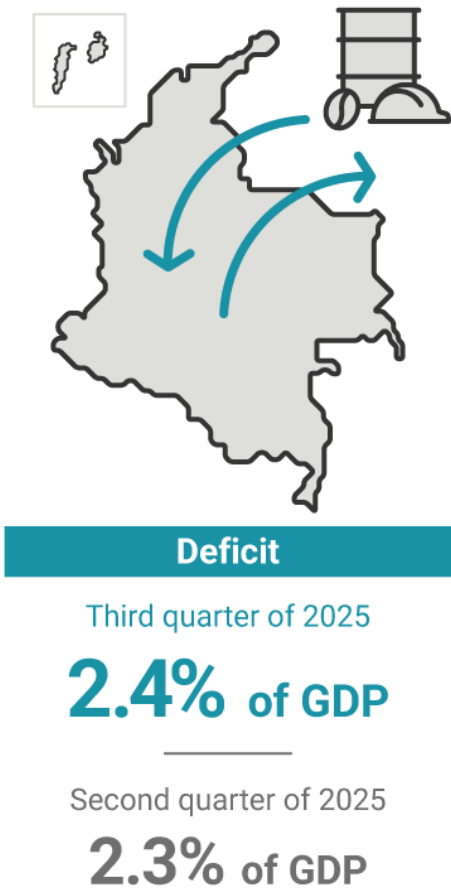 Deficit
Third quarter of 2025
2.4% of GDP
Second quarter of 2025
2.3% of GDP